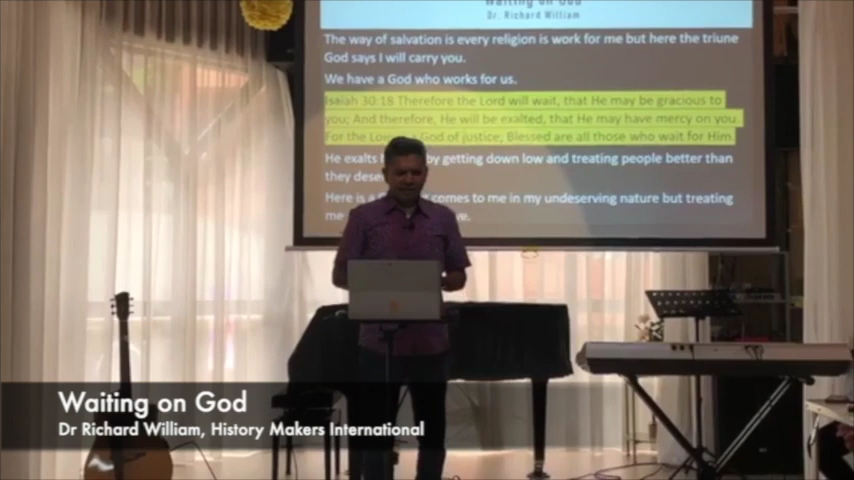 Waiting on God
Dr. Richard William
The way of salvation is every religion is work for me but here the triune
God says I will carry you.
We have a God who works for us.
Isaiah 30:18 Therefore the Lord will wait, that He may be gracious to
you; And therefore, He will be exalted, that He may have mercy on you.
For the Lord a God of justice, Blessed are all those who wait for Him.
He exalts by getting down low and treating people better than
they
Here is a comes to me in my undeserving nature but treating
me
Waiting on God
Dr Richard William, History Makers International